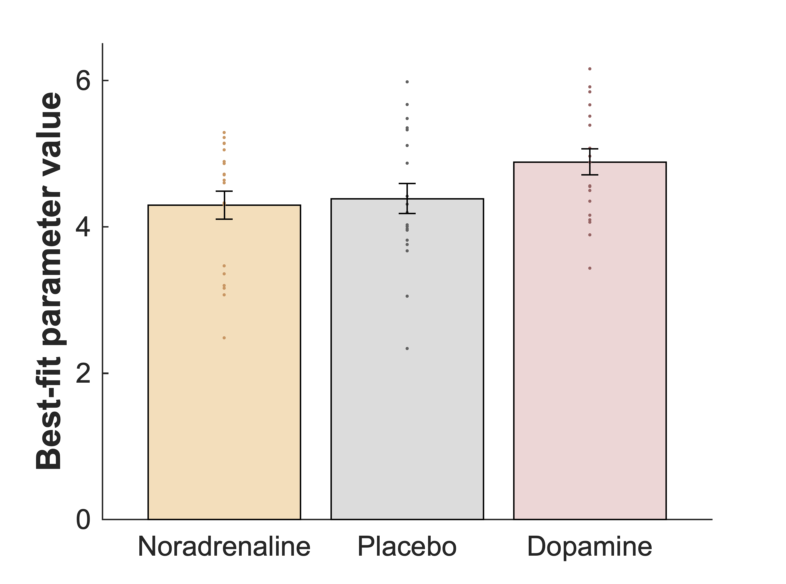 Best-fit parameter value
6
4
2
0
Noradrenaline
Placebo
Dopamine